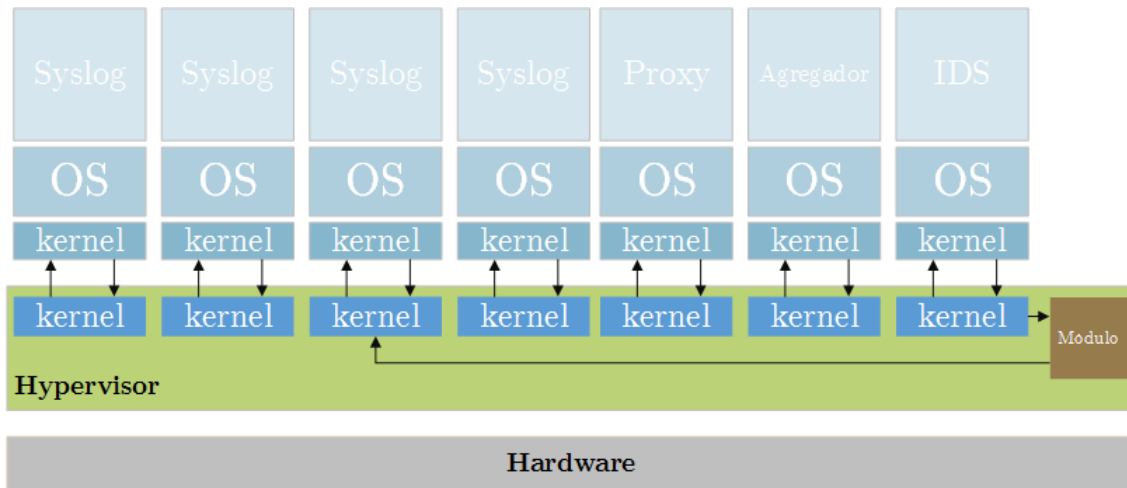 Syslog Syslog Syslog Syslog Proxy Agregador IDS
OS OS OS OS OS OS OS
kernel kernel kernel kernel kernel kernel kernel
kernel kernel kernel kernel kernel kernel kernel
Módulo
Hypervisor
Hardware